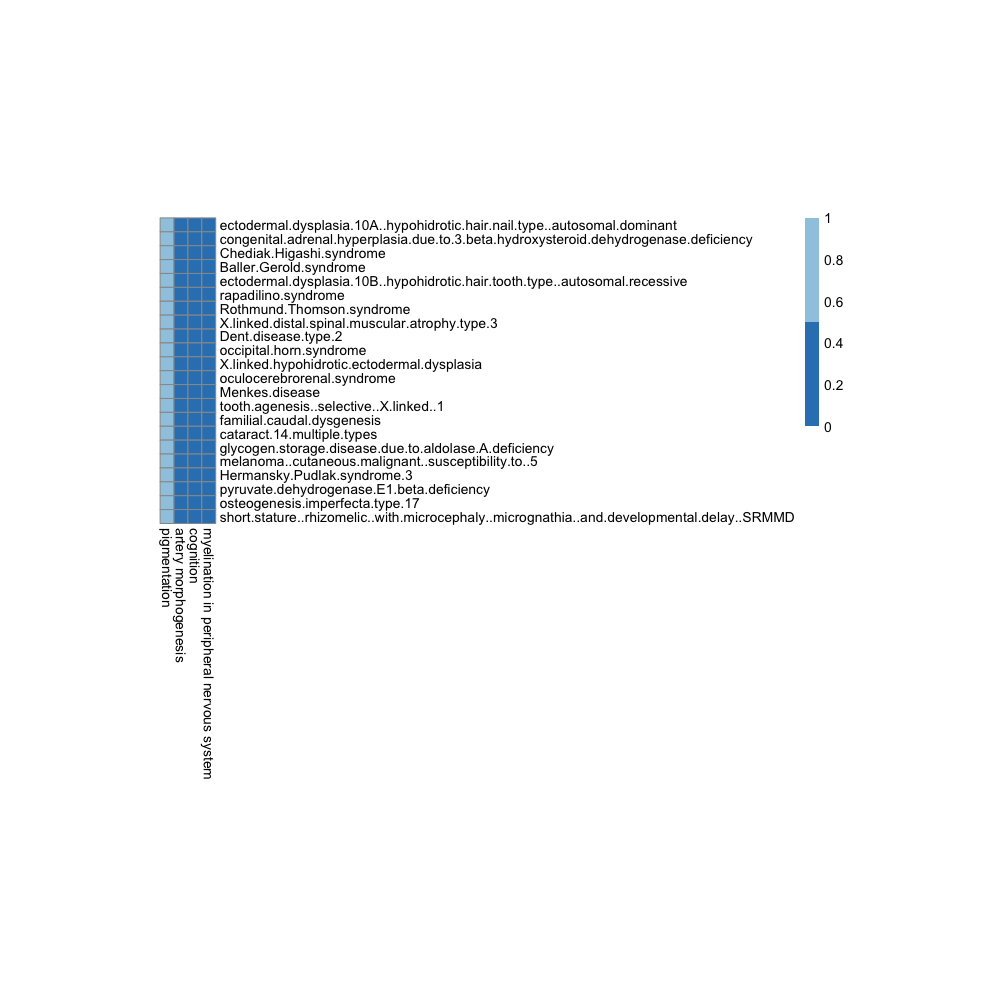 ectodermal.dysplasia.10A..hypohidrotic.hair.nail.type..autosomal.dominant
congenital.adrenal.hyperplasia.due.to.3.beta.hydroxysteroid.dehydrogenase.deficiency
Chediak.Higashi.syndrome
Baller.Gerold.syndrome
ectodermal.dysplasia.10B..hypohidrotic.hair.tooth.type..autosomal.recessive
rapadilino.syndrome
Rothmund.Thomson.syndrome
X.linked.distal.spinal.muscular.atrophy.type.3
Dent.disease.type.2
occipital.horn.syndrome
X.linked.hypohidrotic.ectodermal.dysplasia
oculocerebrorenal.syndrome
Menkes.disease
tooth.agenesis..selective..X.linked..1
familial.caudal.dysgenesis
cataract.14.multiple.types
glycogen.storage.disease.due.to.aldolase.A.deficiency
melanoma..cutaneous.malignant..susceptibility.to..5
Hermansky.Pudlak.syndrome.3
pyruvate.dehydrogenase.E1.beta.deficiency
osteogenesis.imperfecta.type.17
short.stature..rhizomelic..with.microcephaly..micrognathia..and.developmental.delay..SRMMD
pigmentation
artery morphogenesis
cognition
myelination in peripheral nervous system
1
0.8
0.6
0.4
0.2
0